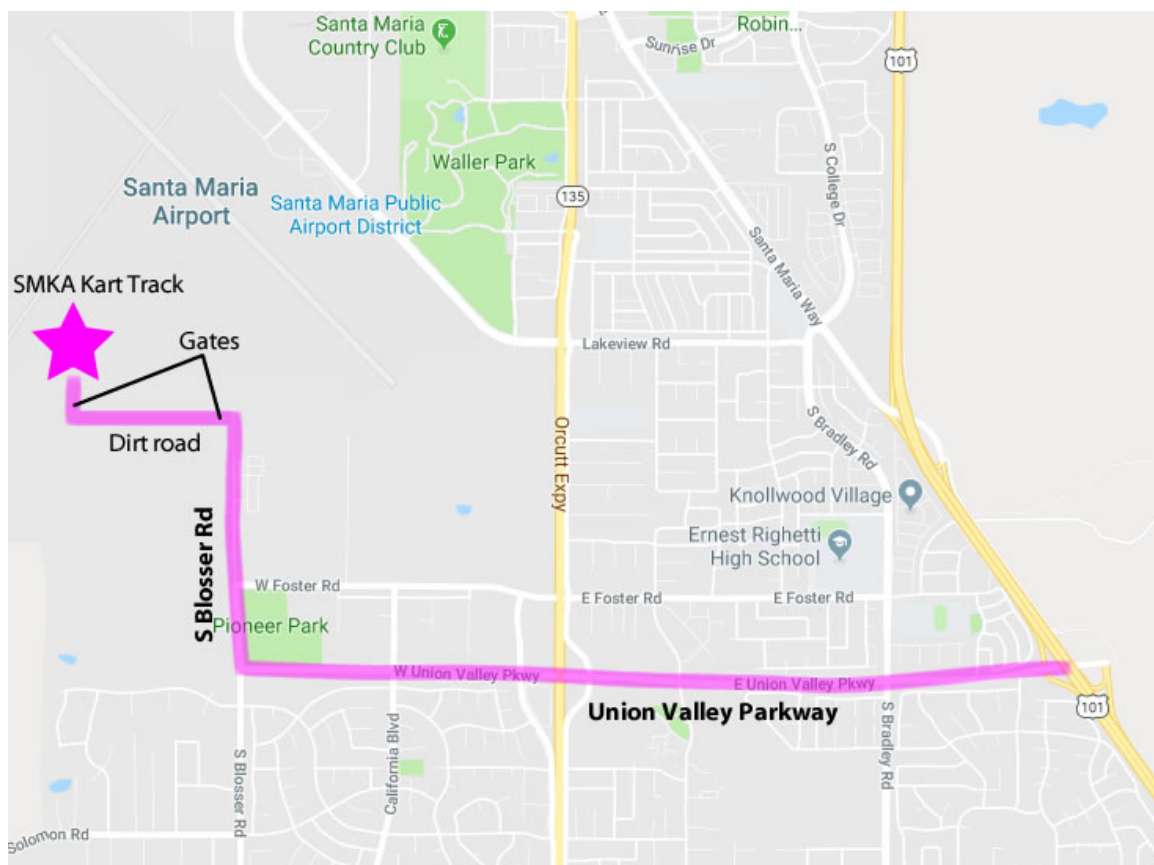 Santa Maria
Country Club
Robin...
Sunrise Dr
101
Waller Park
S College Dr
Santa Maria
Airport
135
Santa Maria Public
Airport District
Santa Maria Way
SMKA Kart Track
Gates
Lakeview Rd
Dirt road
Orcutt Expy
S Bradley Rd
Knollwood Village
Ernest Righetti
High School
S Blosser Rd
W Foster Rd
E Foster Rd
E Foster Rd
Pioneer Park
W Union Valley Pkwy
E Union Valley Pkwy
Union Valley Parkway
101
S Blosser Rd
California Blvd
S Bradley Rd
Solomon Rd